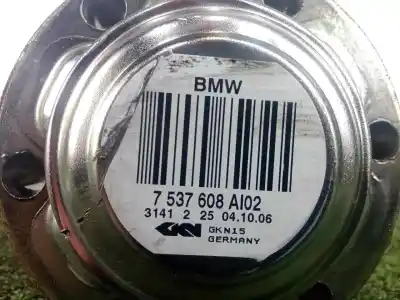 BMW
7 537 608 AI02
3141 2 25 04.10.06
GKN GKN15
GERMANY